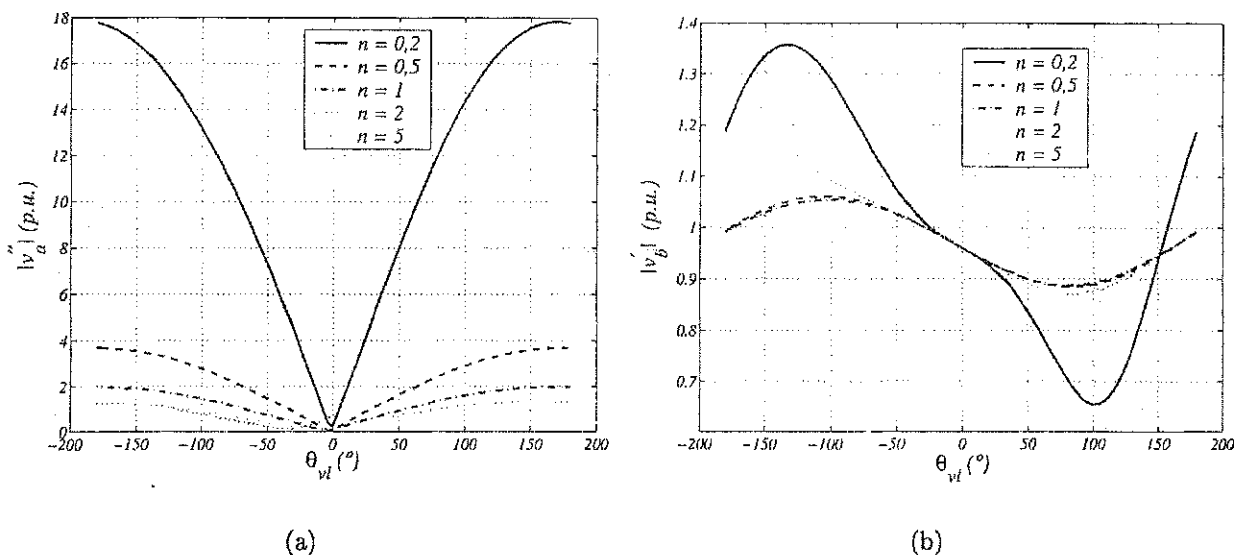 18
16
14
12
10
8
6
4
2
0
−200 −150 −100 −50 0 50 100 150 200
|v''a| (p.u.)
θvi (°)
n = 0,2
n = 0,5
n = 1
n = 2
n = 5
(a)
1.4
1.3
1.2
1.1
1
0.9
0.8
0.7
−200 −150 −100 −50 0 50 100 150 200
|v'b| (p.u.)
θvi (°)
n = 0,2
n = 0,5
n = 1
n = 2
n = 5
(b)